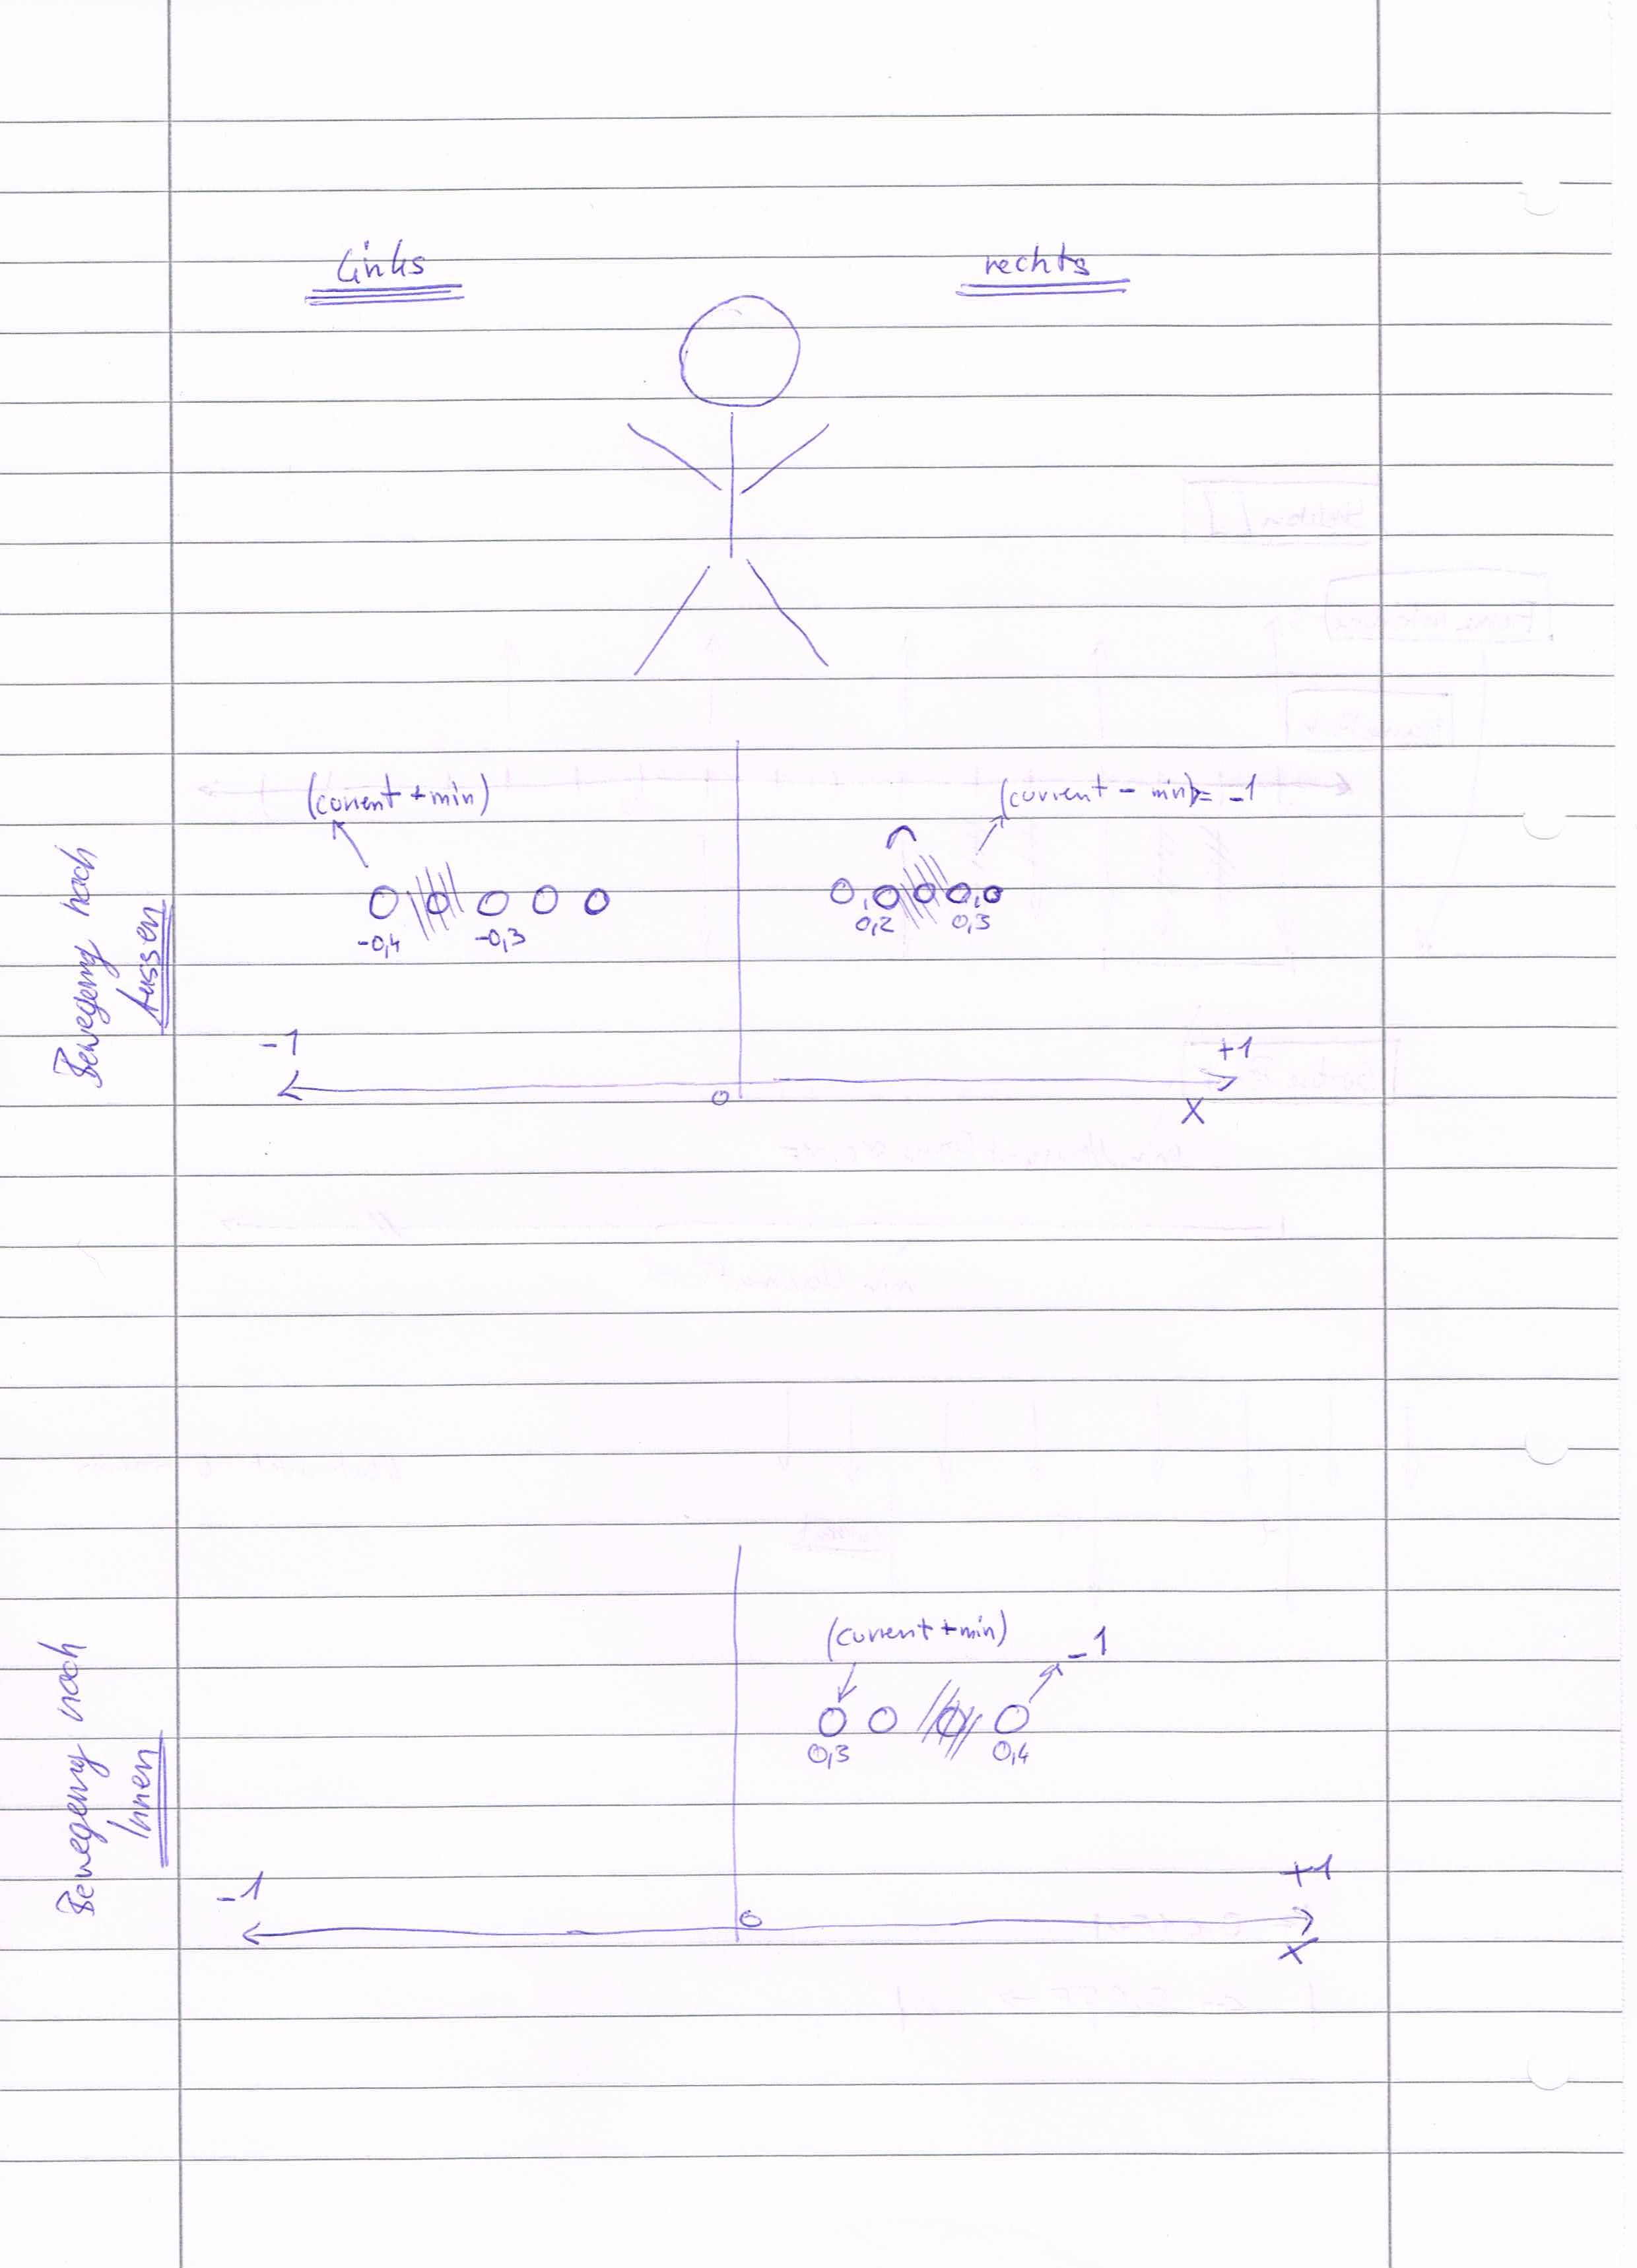 Links
rechts
(current + min)
(current - min) = -1
-0,4
-0,3
0,2
0,3
Bewegung nach
Aussen
-1
+1
0
X
(current + min)
-1
0,3
0,4
Bewegung nach
Innen
-1
+1
0
X